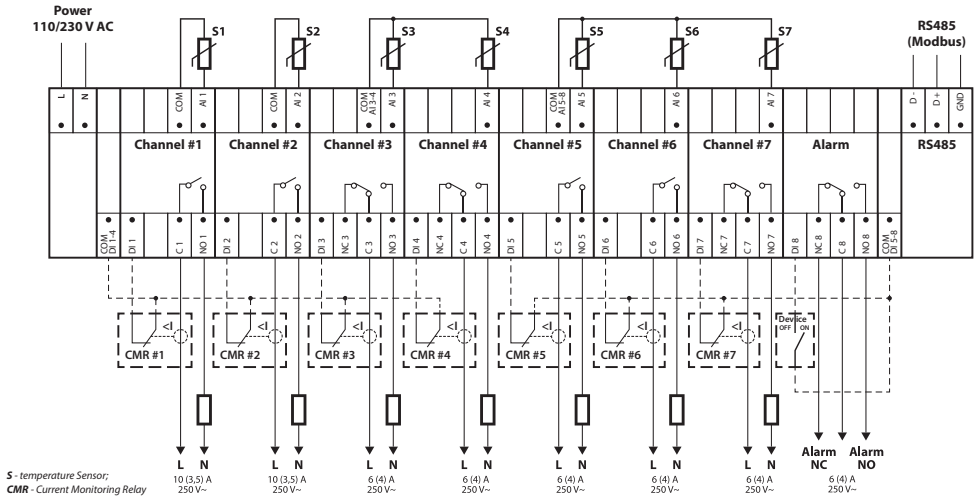 Power
110/230 V AC
S1
S2
S3
S4
S5
S6
S7
RS485
(Modbus)
L
N
COM
AI 1
COM
AI 2
COM
AI 3-4
AI 3
AI 4
COM
AI 5-8
AI 5
AI 6
AI 7
D -
D +
GND
Channel #1
Channel #2
Channel #3
Channel #4
Channel #5
Channel #6
Channel #7
Alarm
RS485
COM
DI 1-4
DI 1
C 1
NO 1
DI 2
C 2
NO 2
DI 3
NC 3
C 3
NO 3
DI 4
NC 4
C 4
NO 4
DI 5
C 5
NO 5
DI 6
C 6
NO 6
DI 7
NC 7
C 7
NO 7
DI 8
NC 8
C 8
NO 8
COM
DI 5-8
<I
CMR #1
<I
CMR #2
<I
CMR #3
<I
CMR #4
<I
CMR #5
<I
CMR #6
<I
CMR #7
Device
OFF
ON
L
N
L
N
L
N
L
N
L
N
L
N
L
N
Alarm
NC
Alarm
NO
10 (3,5) A
250 V~
10 (3,5) A
250 V~
6 (4) A
250 V~
6 (4) A
250 V~
6 (4) A
250 V~
6 (4) A
250 V~
6 (4) A
250 V~
6 (4) A
250 V~
S - temperature Sensor;
CMR - Current Monitoring Relay